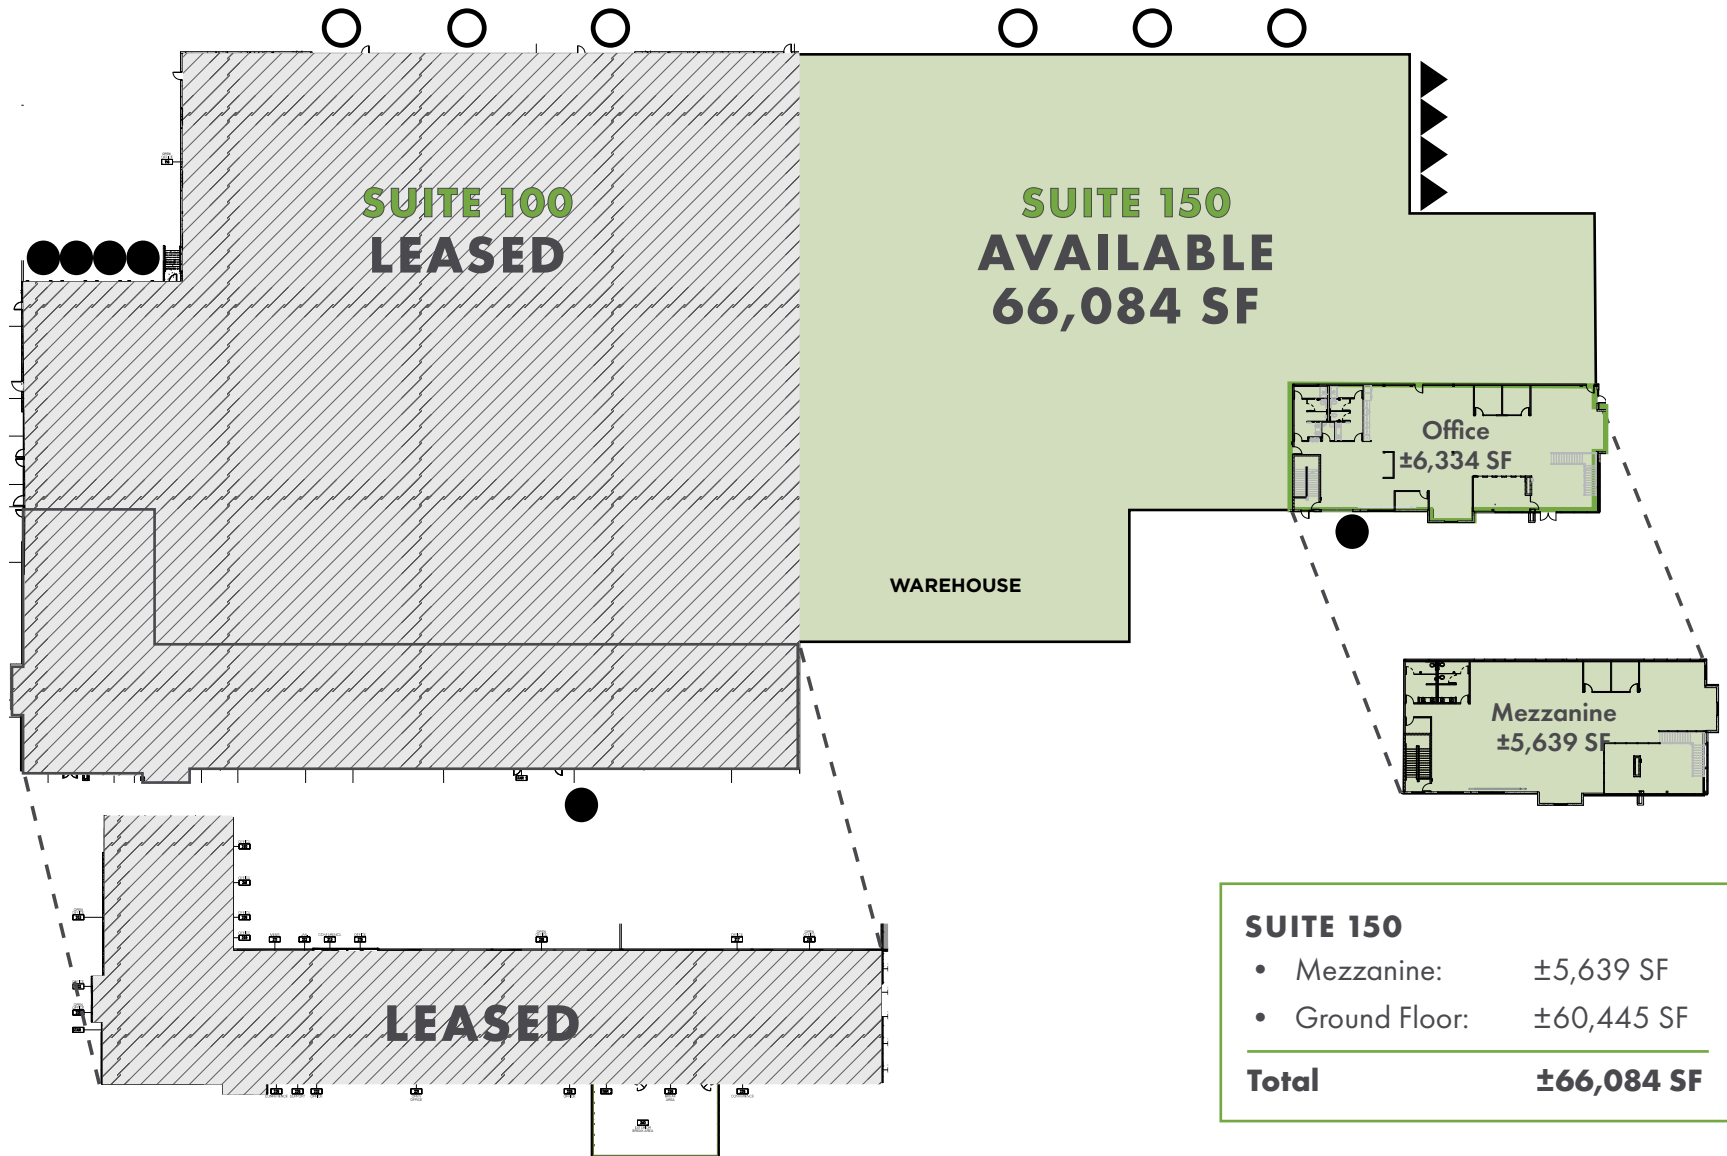 SUITE 100
LEASED
SUITE 150
AVAILABLE
66,084 SF
Office
±6,334 SF
WAREHOUSE
Mezzanine
±5,639 SF
LEASED
SUITE 150
• Mezzanine: ±5,639 SF
• Ground Floor: ±60,445 SF
Total ±66,084 SF